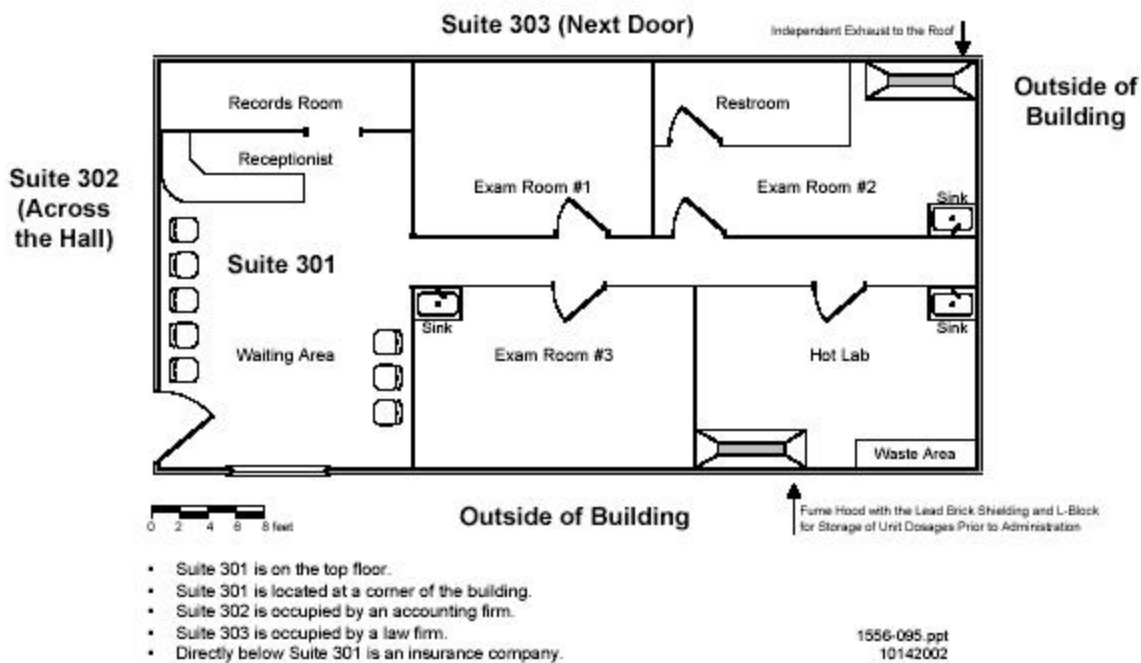 Suite 303 (Next Door)
Independent Exhaust to the Roof
Outside of
Building
Records Room
Restroom
Receptionist
Suite 302
(Across
the Hall)
Exam Room #1
Exam Room #2
Sink
Suite 301
Sink
Sink
Waiting Area
Exam Room #3
Hot Lab
Waste Area
0 2 4 6 8 feet
Outside of Building
Fume Hood with the Lead Brick Shielding and L-Block
for Storage of Unit Dosages Prior to Administration
• Suite 301 is on the top floor.
• Suite 301 is located at a corner of the building.
• Suite 302 is occupied by an accounting firm.
• Suite 303 is occupied by a law firm.
• Directly below Suite 301 is an insurance company.
1556-095.ppt
10142002